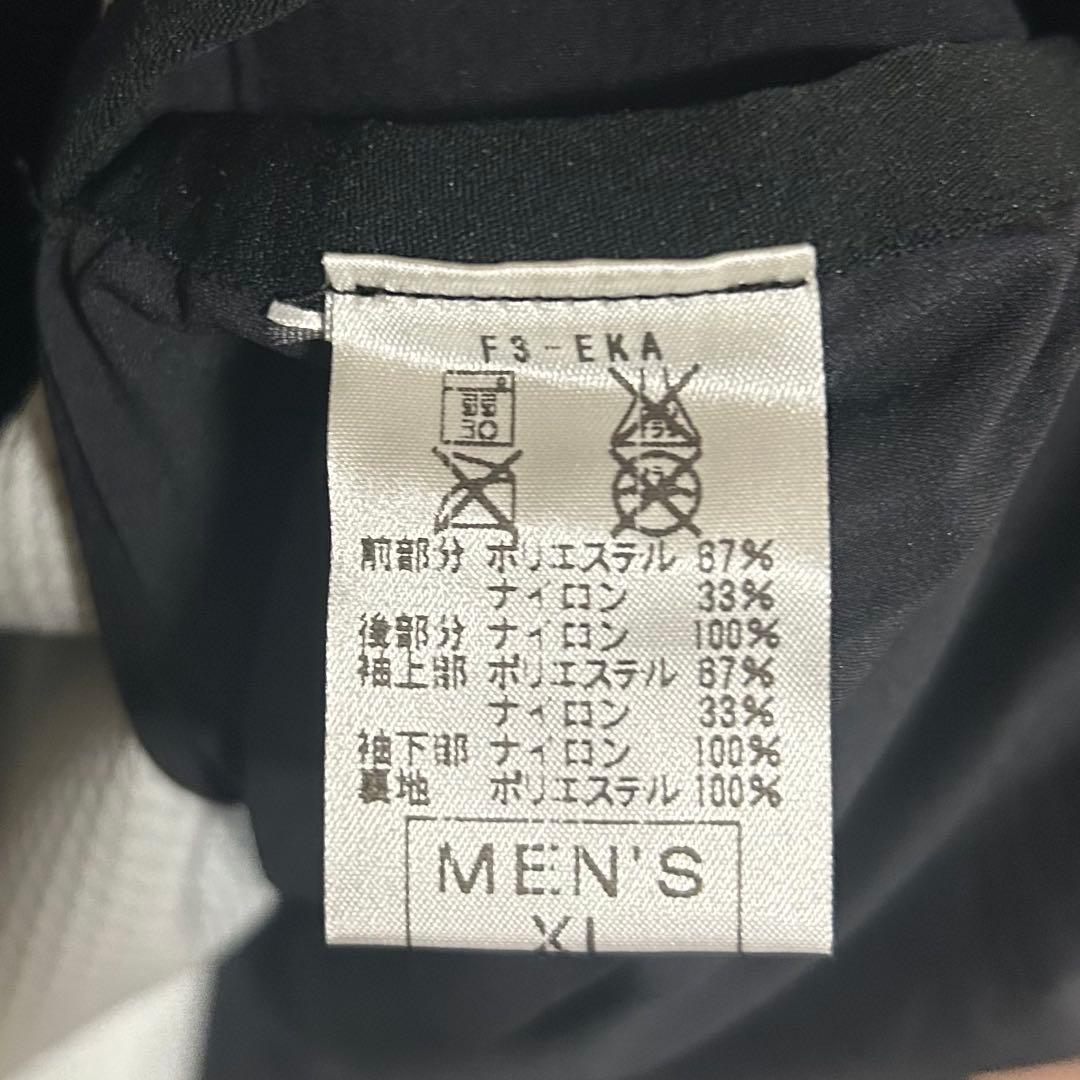 F3-EKA
前部分 ポリエステル 67%
ナイロン 33%
後部分 ナイロン 100%
袖上部 ポリエステル 67%
ナイロン 33%
袖下部 ナイロン 100%
裏地 ポリエステル 100%
MEN'S
XL